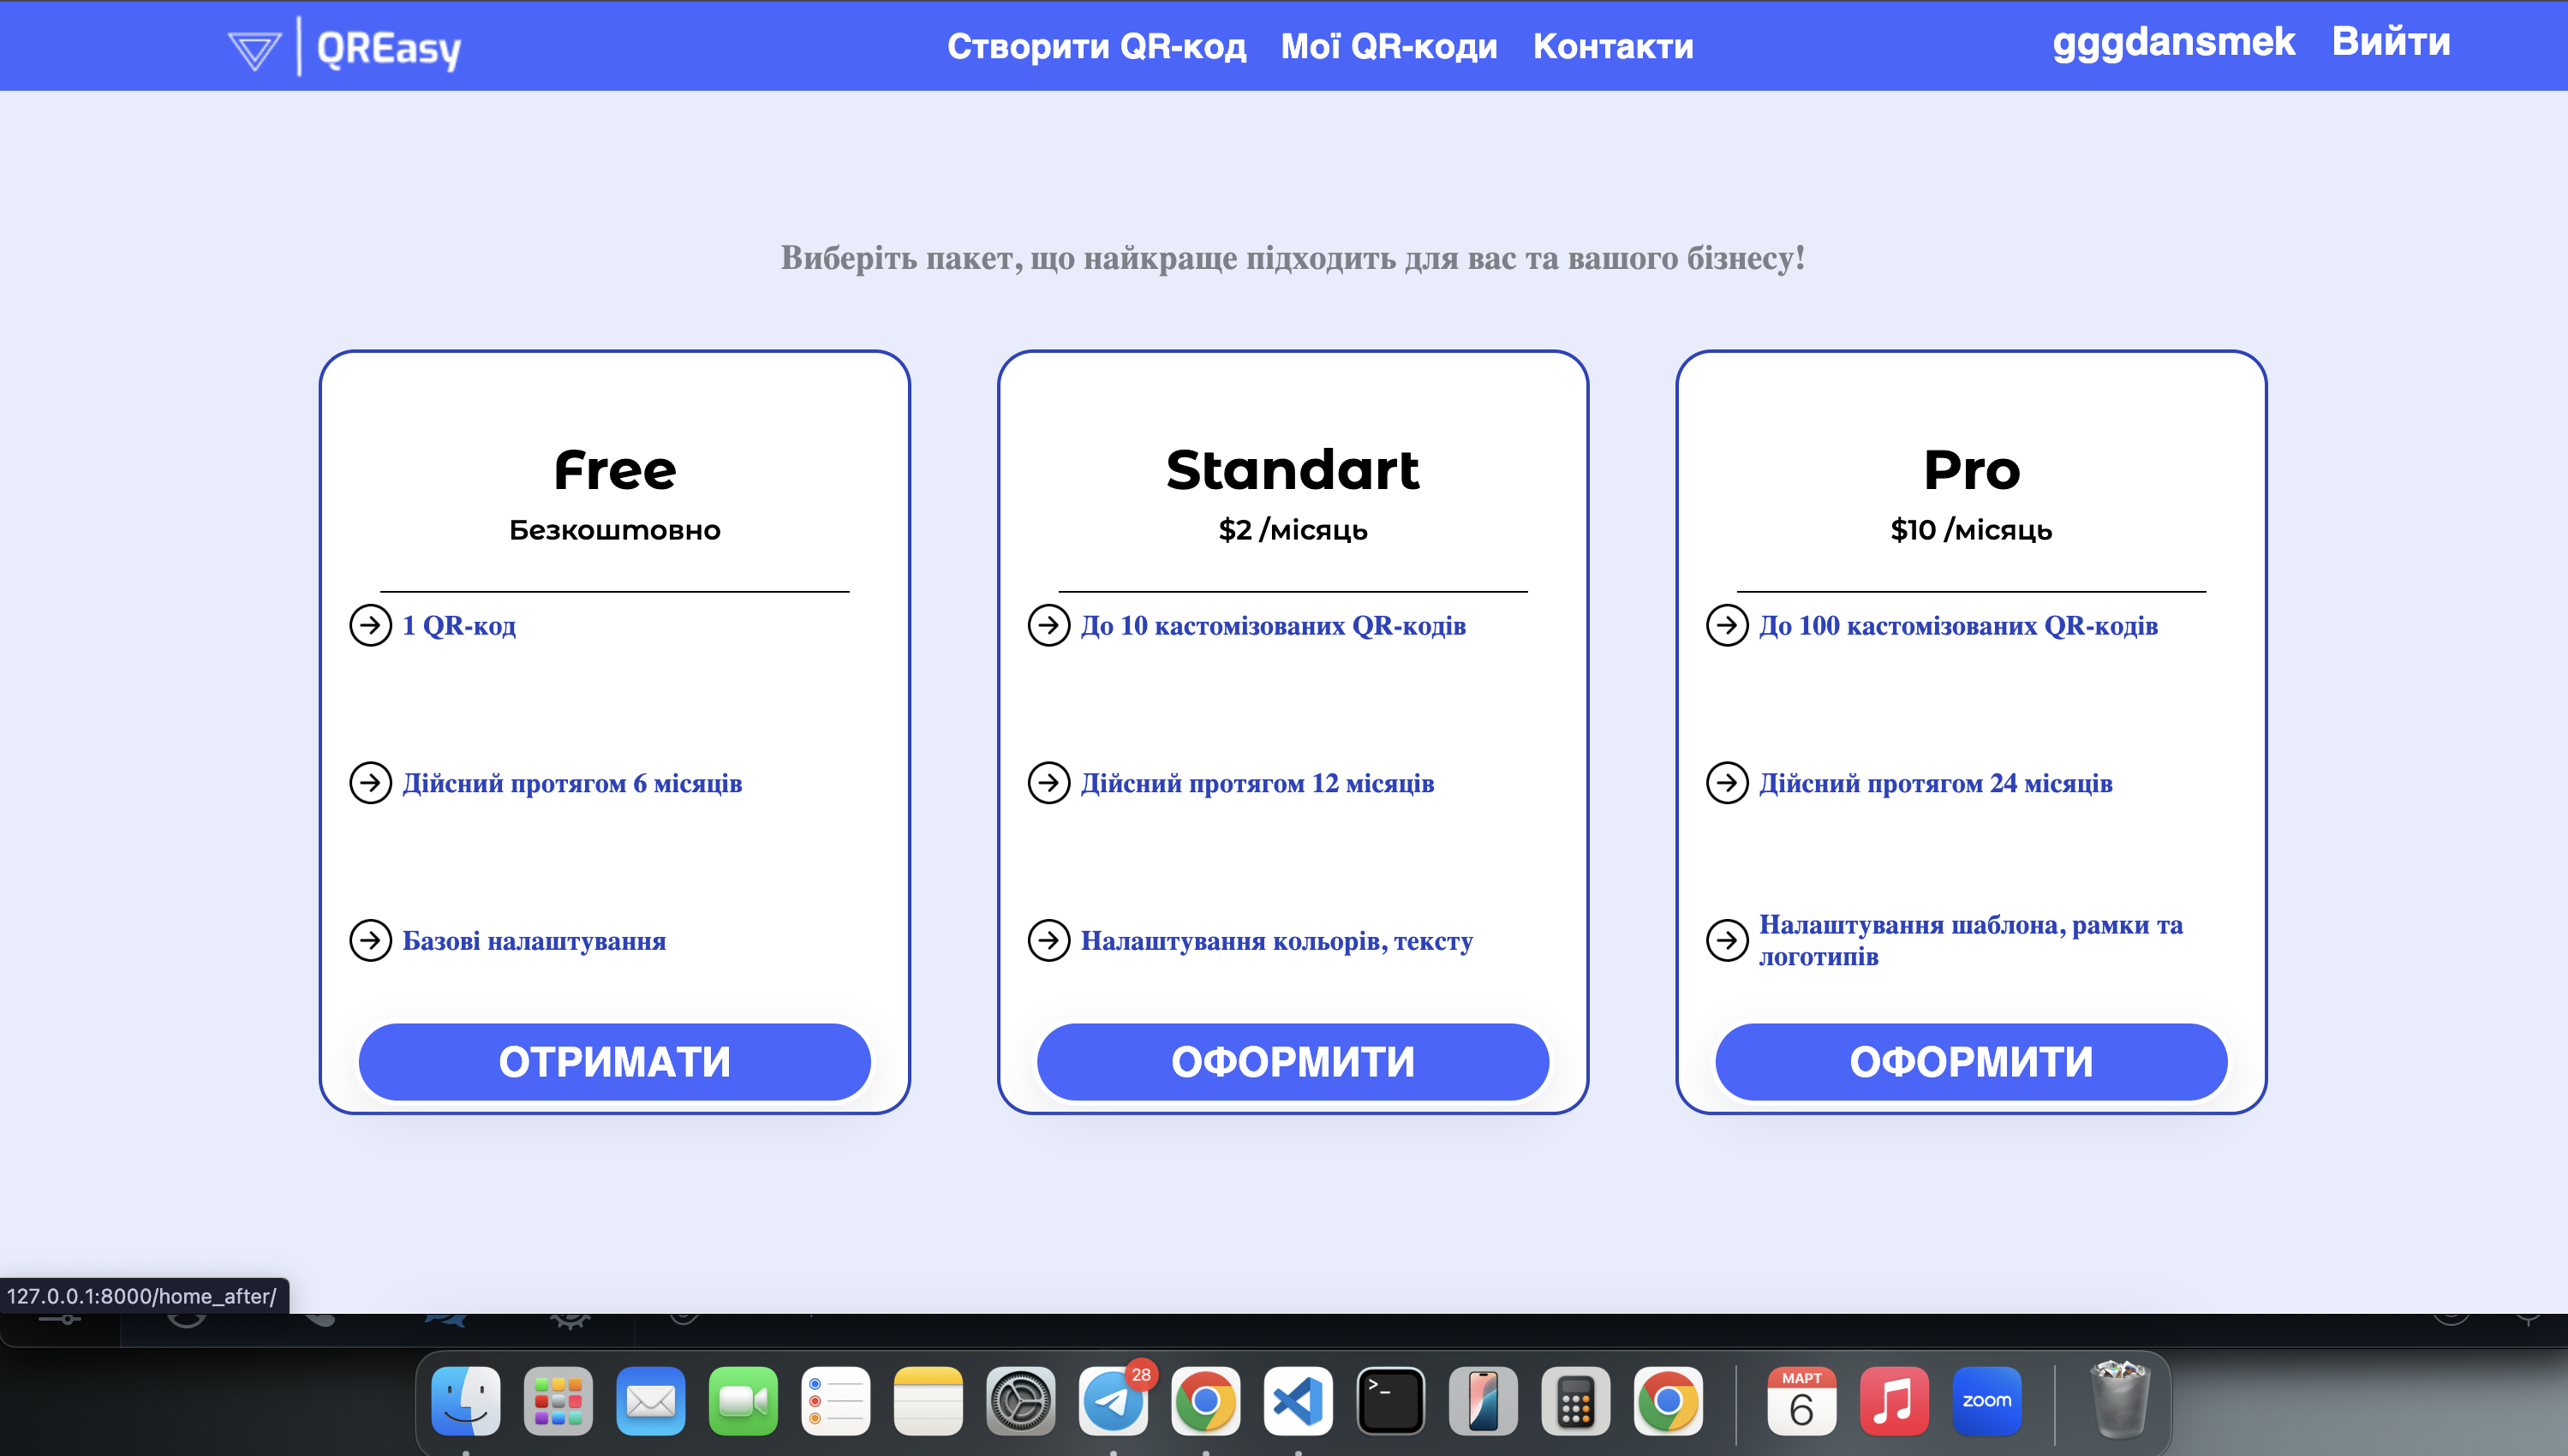 QREasy
Створити QR-код Мої QR-коди Контакти
gggdansmek Вийти
Виберіть пакет, що найкраще підходить для вас та вашого бізнесу!
Free
Безкоштовно
1 QR-код
Дійсний протягом 6 місяців
Базові налаштування
ОТРИМАТИ
Standart
$2 /місяць
До 10 кастомізованих QR-кодів
Дійсний протягом 12 місяців
Налаштування кольорів, тексту
ОФОРМИТИ
Pro
$10 /місяць
До 100 кастомізованих QR-кодів
Дійсний протягом 24 місяців
Налаштування шаблона, рамки та
логотипів
ОФОРМИТИ
127.0.0.1:8000/home_after/
28
>_
МАРТ
6
zoom